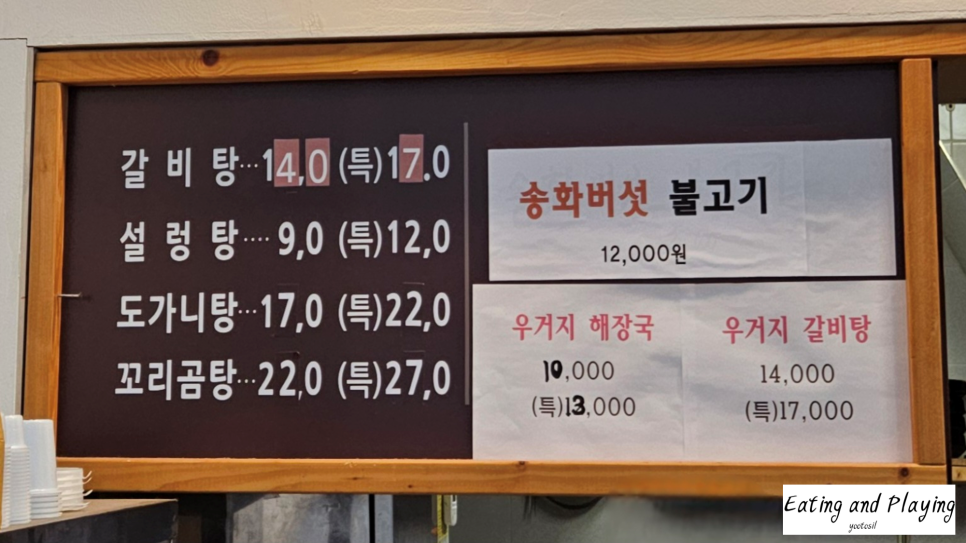 갈 비 탕…14,0 (특)17.0
설 렁 탕…. 9,0 (특)12,0
도가니탕…17,0 (특)22,0
꼬리곰탕…22,0 (특)27,0
송화버섯 불고기
12,000원
우거지 해장국
10,000
(특)13,000
우거지 갈비탕
14,000
(특)17,000
Eating and Playing
yootosil